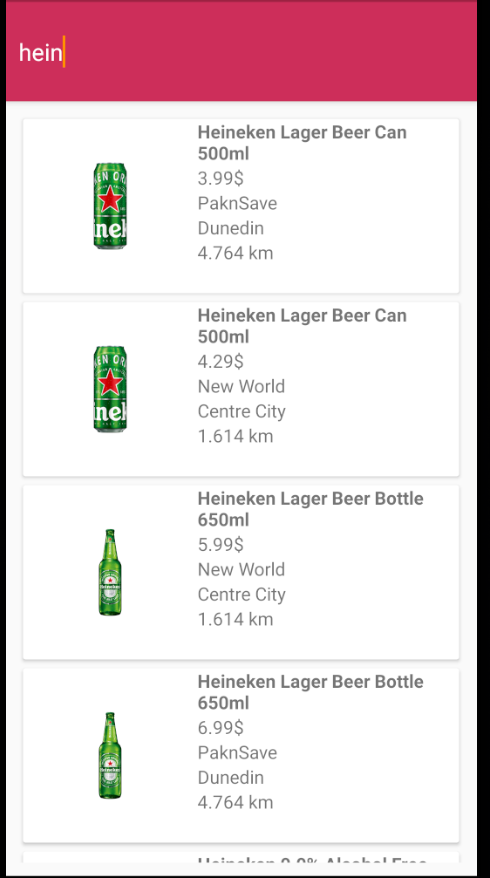 hein
Heineken Lager Beer Can
500ml
3.99$
PaknSave
Dunedin
4.764 km
Heineken Lager Beer Can
500ml
4.29$
New World
Centre City
1.614 km
Heineken Lager Beer Bottle
650ml
5.99$
New World
Centre City
1.614 km
Heineken Lager Beer Bottle
650ml
6.99$
PaknSave
Dunedin
4.764 km
Heineken 0.0% Alcohol Free